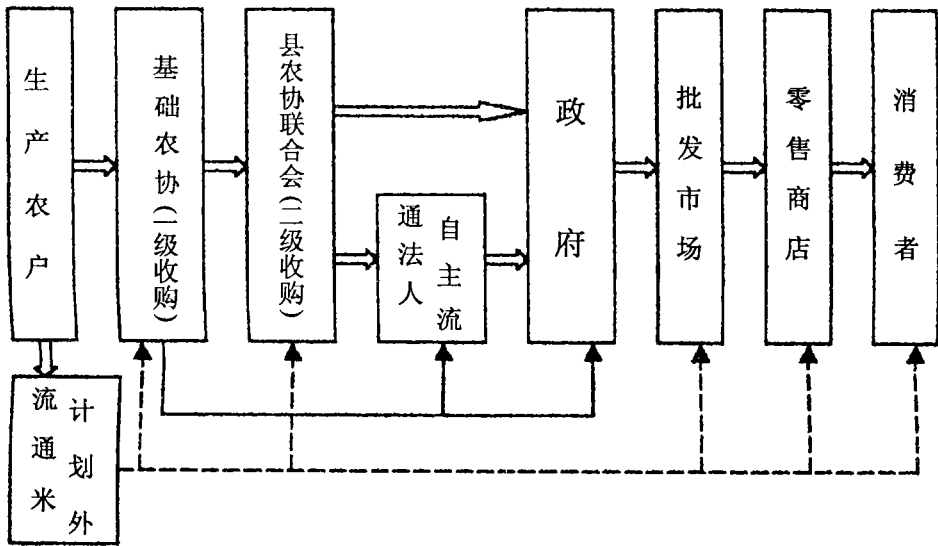 生产农户
基础农协(一级收购)
县农协联合会(二级收购)
自主流
通法人
政府
批发市场
零售商店
消费者
计划外
流通米